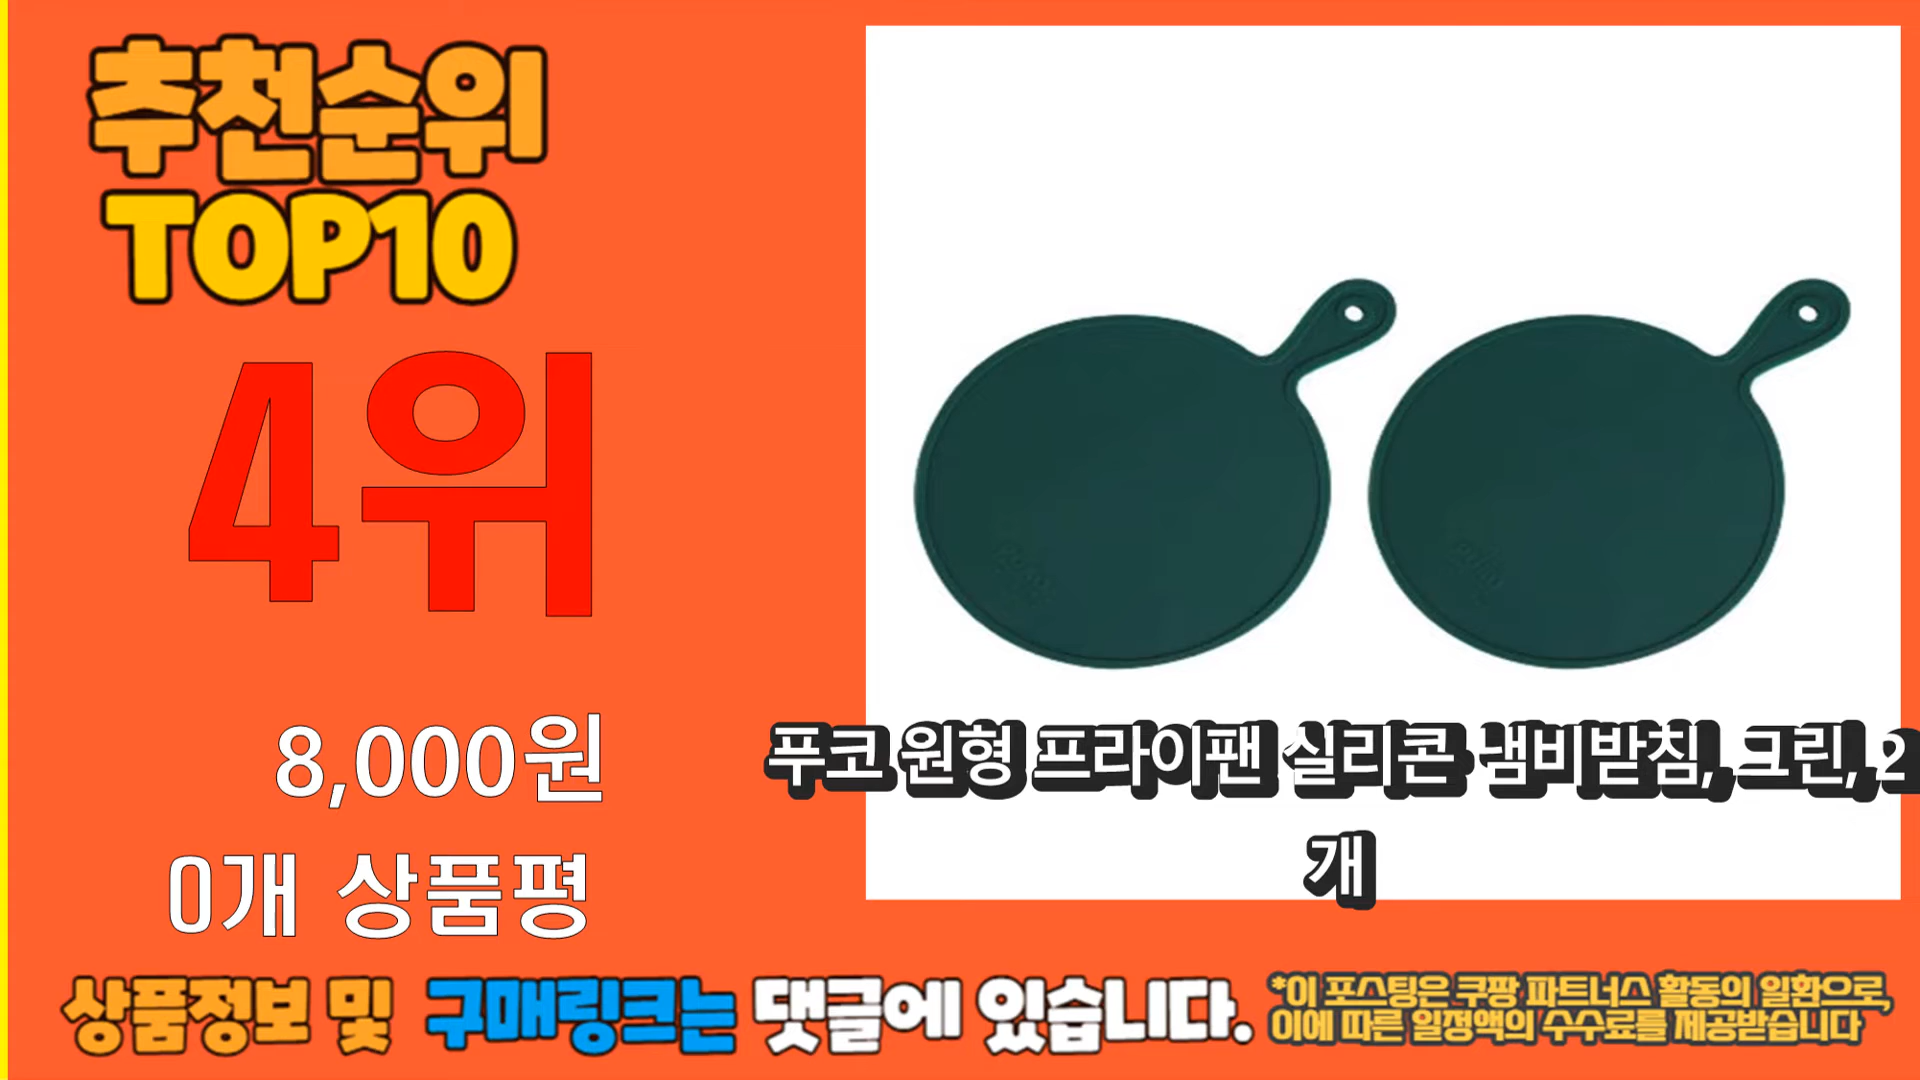 추천순위
TOP10
4위
8,000원
0개 상품평
푸코 원형 프라이팬 실리콘 냄비받침, 크린, 2
개
상품정보 및 구매링크는 댓글에 있습니다.
*이 포스팅은 쿠팡 파트너스 활동의 일환으로,
이에 따른 일정액의 수수료를 제공받습니다